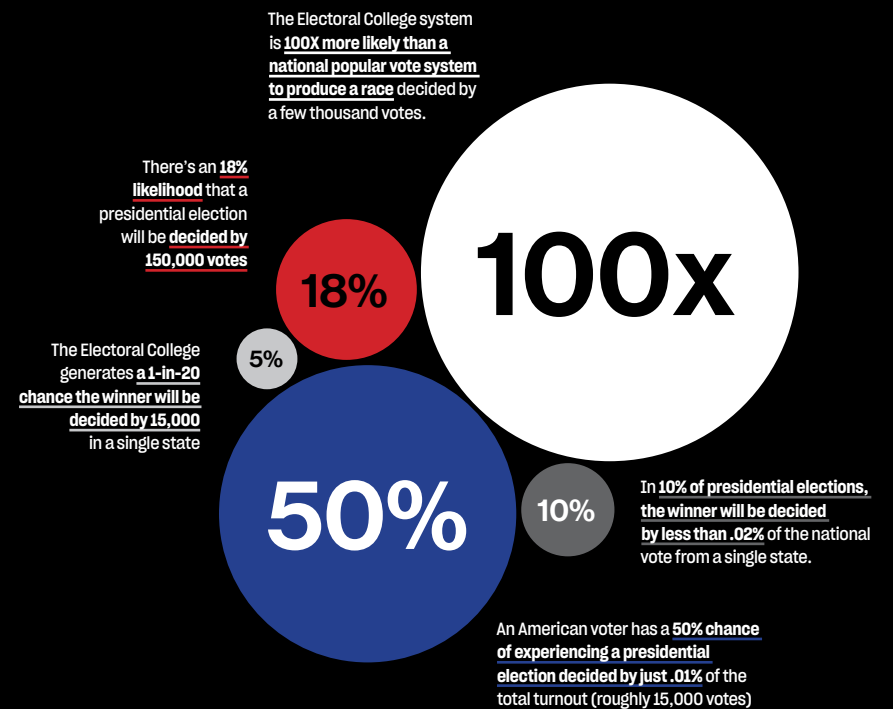 The Electoral College system
is 100X more likely than a
national popular vote system
to produce a race decided by
a few thousand votes.
There's an 18%
likelihood that a
presidential election
will be decided by
150,000 votes
18%
100x
5%
The Electoral College
generates a 1-in-20
chance the winner will be
decided by 15,000
in a single state
50%
10%
In 10% of presidential elections,
the winner will be decided
by less than .02% of the national
vote from a single state.
An American voter has a 50% chance
of experiencing a presidential
election decided by just .01% of the
total turnout (roughly 15,000 votes)